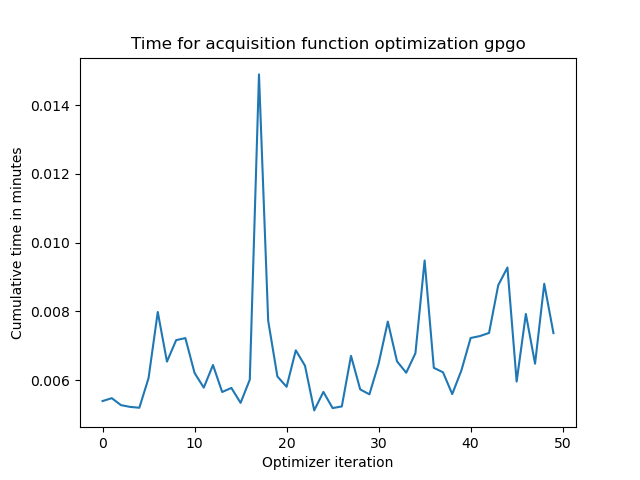 Time for acquisition function optimization gpgo
Cumulative time in minutes
0.014
0.012
0.010
0.008
0.006
0 10 20 30 40 50
Optimizer iteration